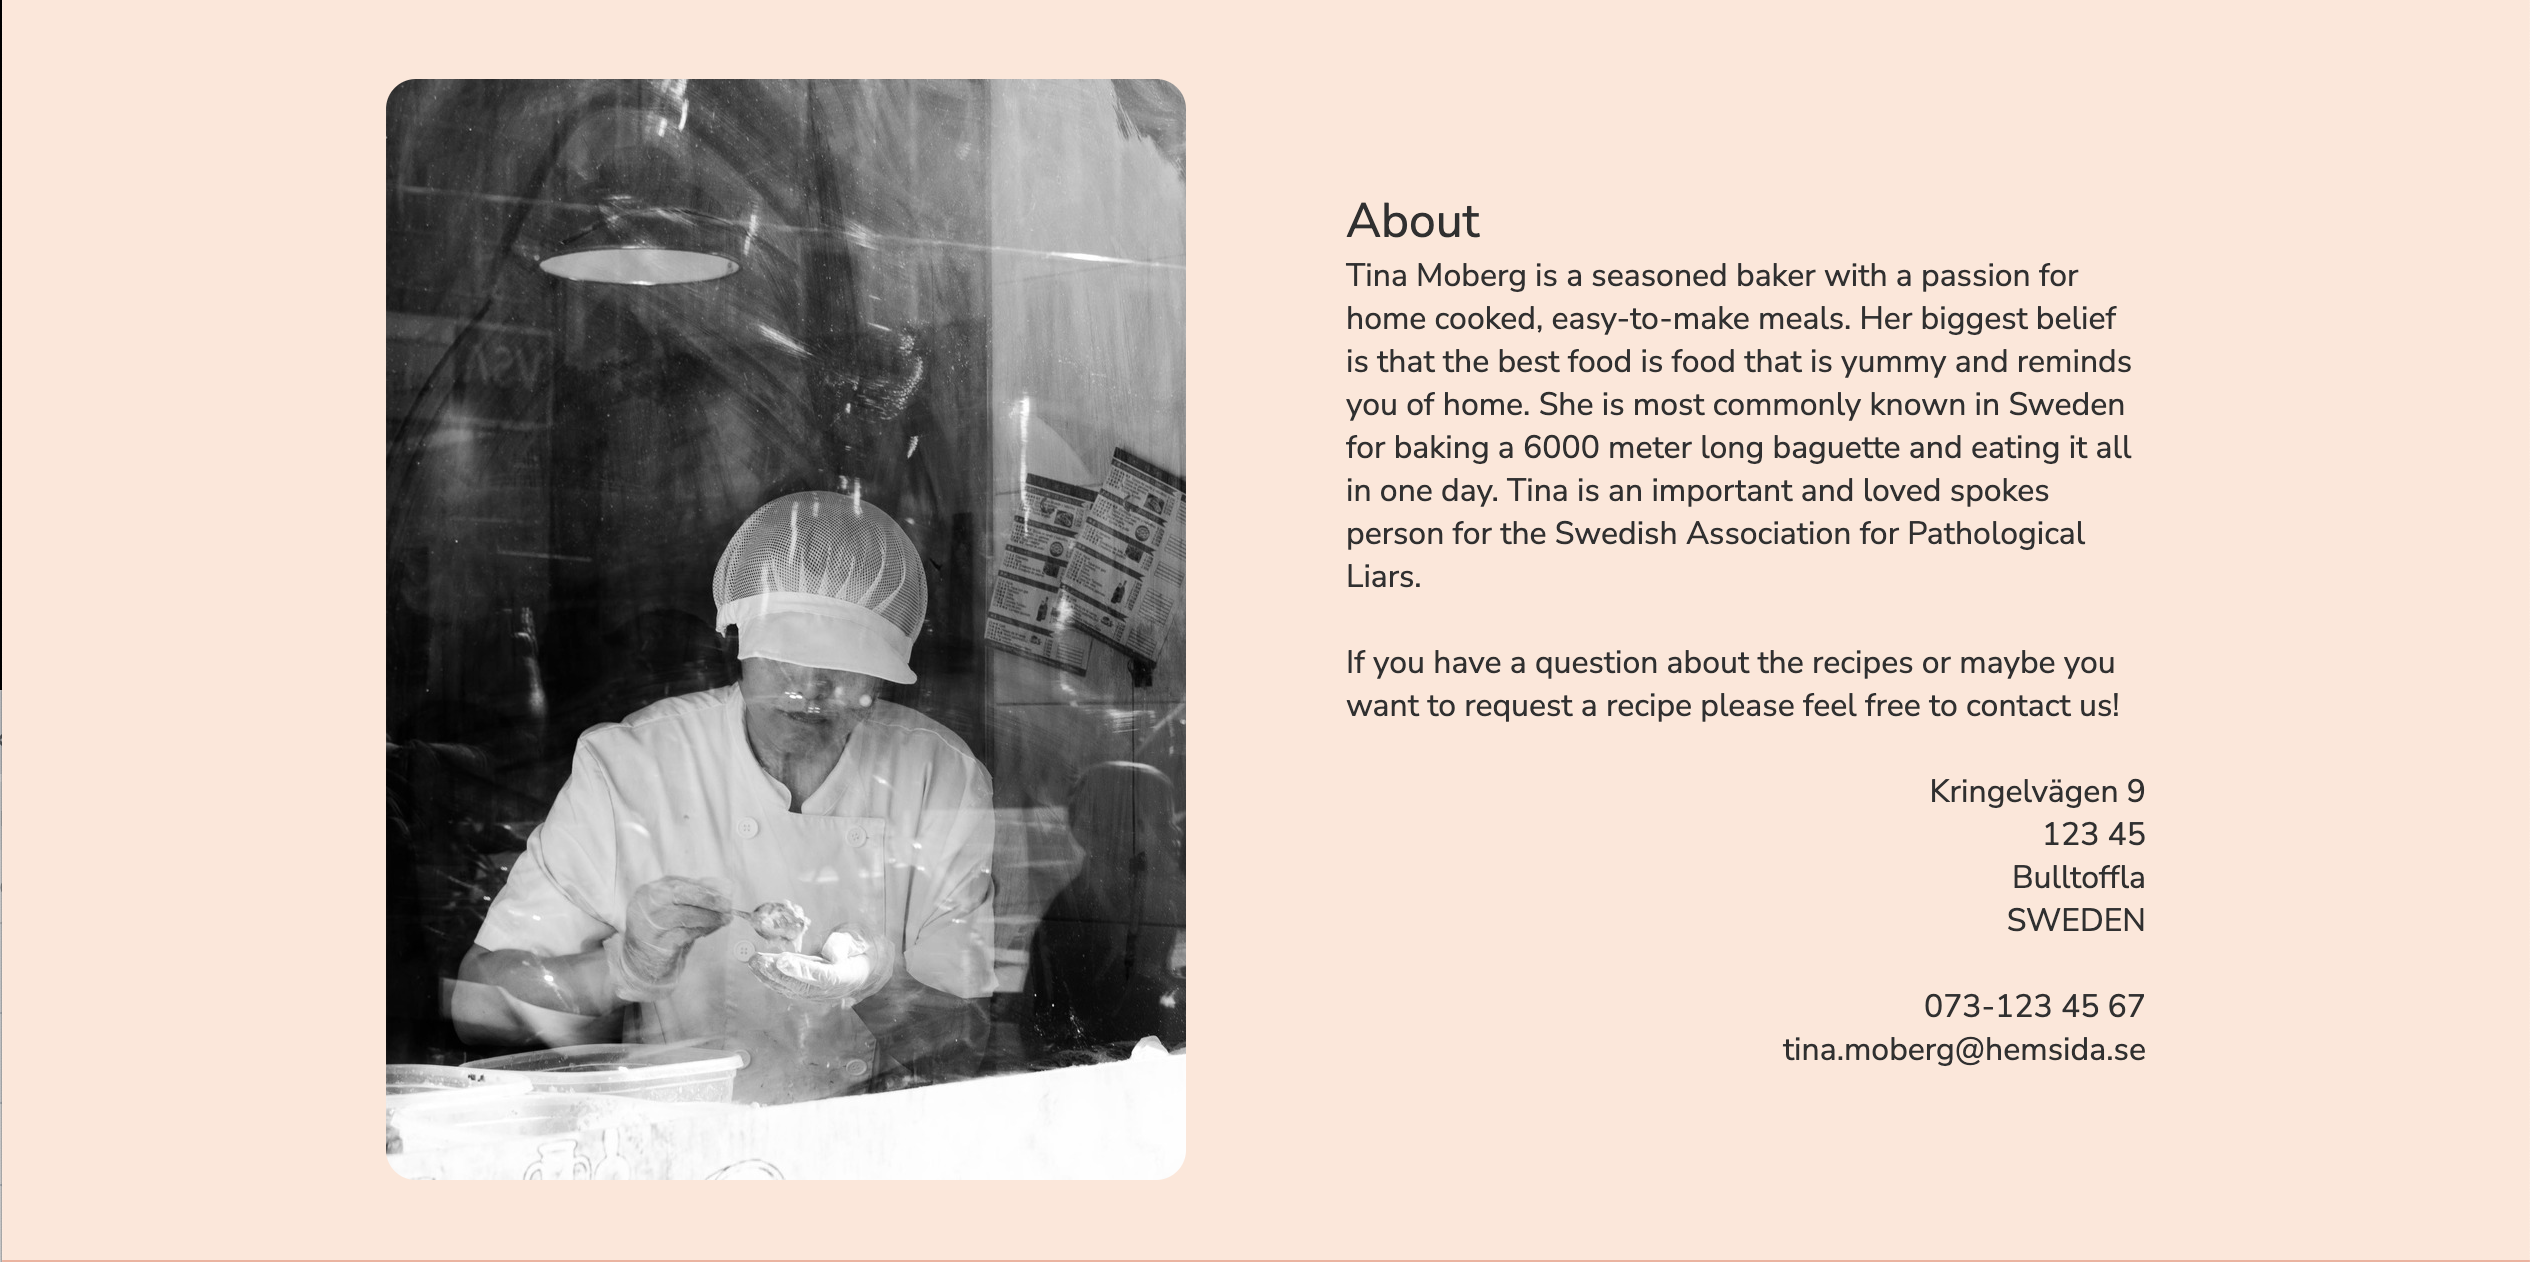 About
Tina Moberg is a seasoned baker with a passion for
home cooked, easy-to-make meals. Her biggest belief
is that the best food is food that is yummy and reminds
you of home. She is most commonly known in Sweden
for baking a 6000 meter long baguette and eating it all
in one day. Tina is an important and loved spokes
person for the Swedish Association for Pathological
Liars.
If you have a question about the recipes or maybe you
want to request a recipe please feel free to contact us!
Kringelvägen 9
123 45
Bulltoffla
SWEDEN
073-123 45 67
tina.moberg@hemsida.se